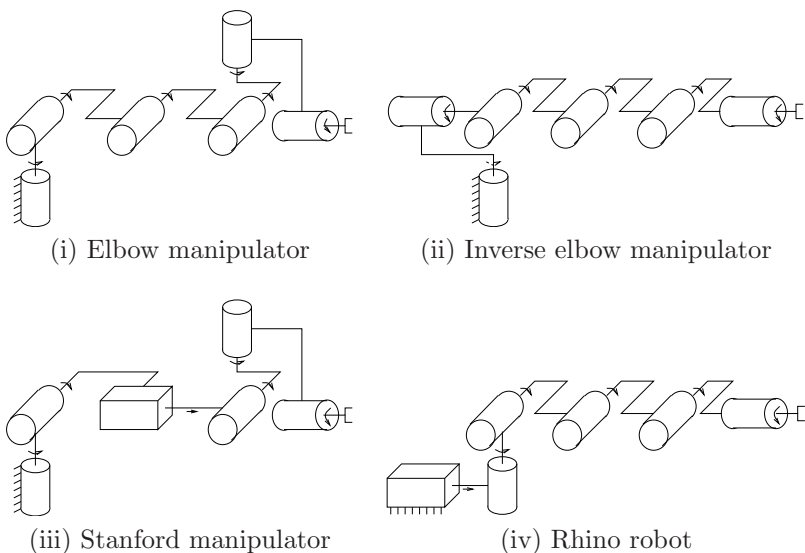 (i) Elbow manipulator
(ii) Inverse elbow manipulator
(iii) Stanford manipulator
(iv) Rhino robot